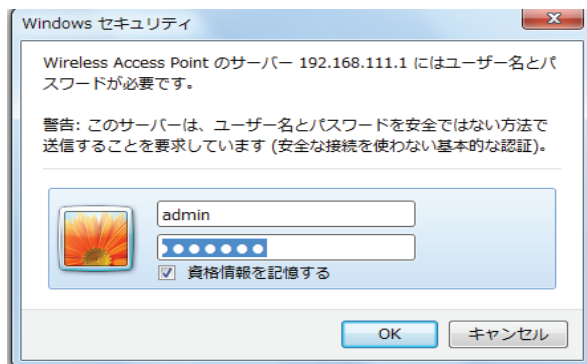 Windows セキュリティ
Wireless Access Point のサーバー 192.168.111.1 にはユーザー名とパ
スワードが必要です。
警告: このサーバーは、ユーザー名とパスワードを安全ではない方法で
送信することを要求しています (安全な接続を使わない基本的な認証)。
admin
●●●●●●●
資格情報を記憶する
OK
キャンセル